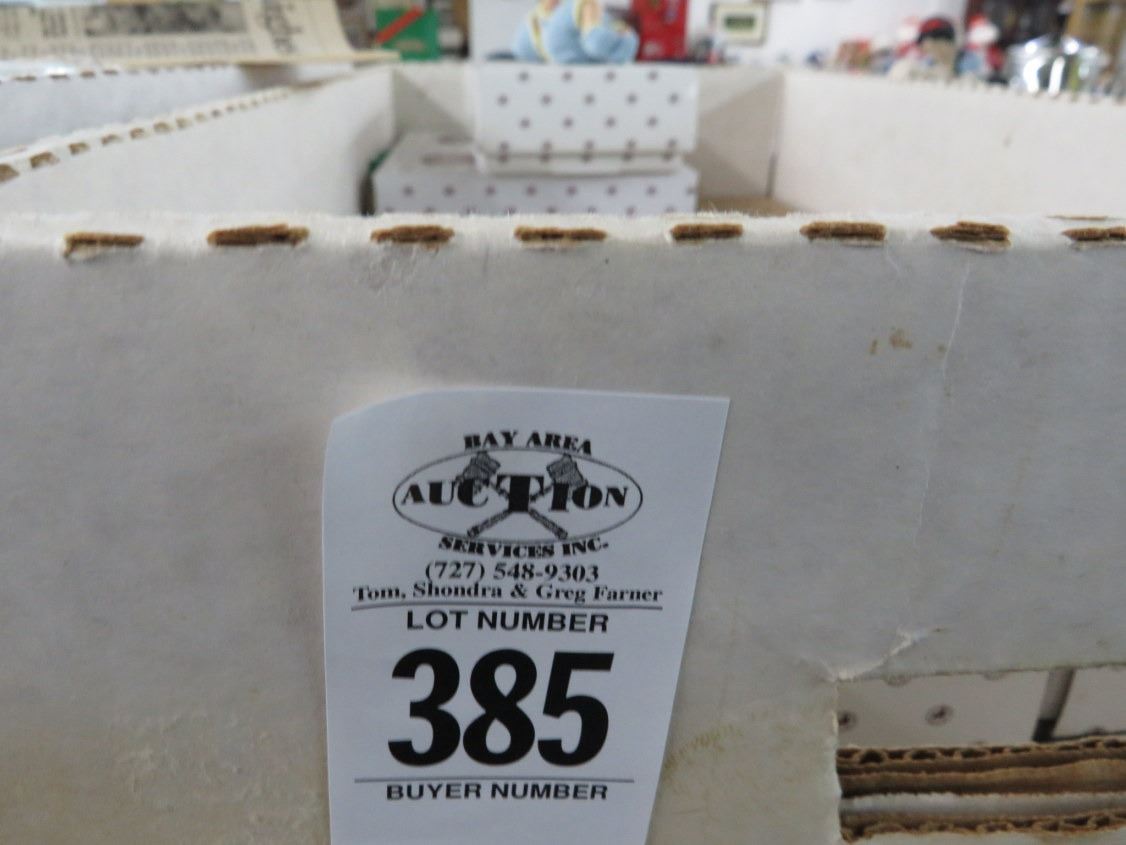 BAY AREA
AUCTION
SERVICES INC.
(727) 548-9303
Tom, Shondra & Greg Farner
LOT NUMBER
385
BUYER NUMBER